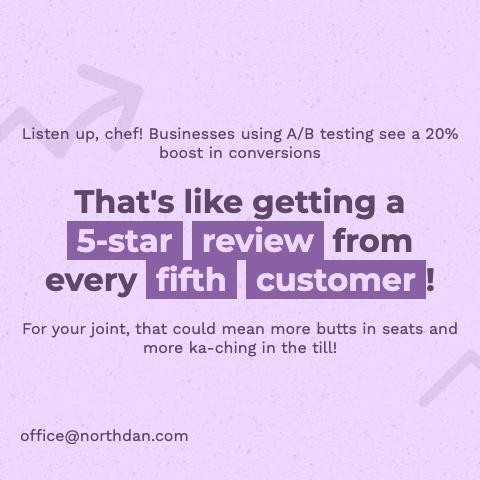 Listen up, chef! Businesses using A/B testing see a 20%
boost in conversions
That's like getting a
5-star review from
every fifth customer!
For your joint, that could mean more butts in seats and
more ka-ching in the till!
office@northdan.com